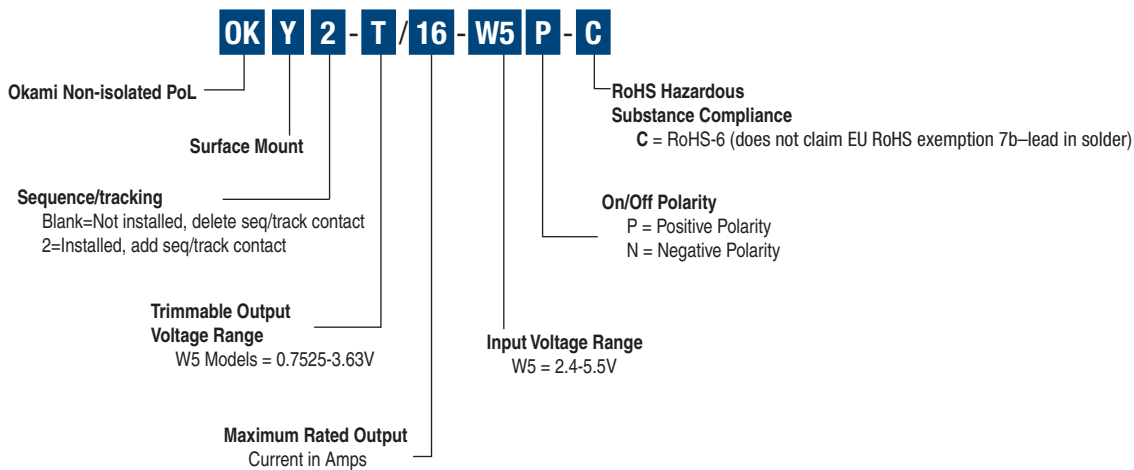 OK Y 2 - T / 16 - W5 P - C
Okami Non-isolated PoL
Surface Mount
Sequence/tracking
Blank=Not installed, delete seq/track contact
2=Installed, add seq/track contact
Trimmable Output
Voltage Range
W5 Models = 0.7525-3.63V
Maximum Rated Output
Current in Amps
Input Voltage Range
W5 = 2.4-5.5V
On/Off Polarity
P = Positive Polarity
N = Negative Polarity
RoHS Hazardous
Substance Compliance
C = RoHS-6 (does not claim EU RoHS exemption 7b–lead in solder)